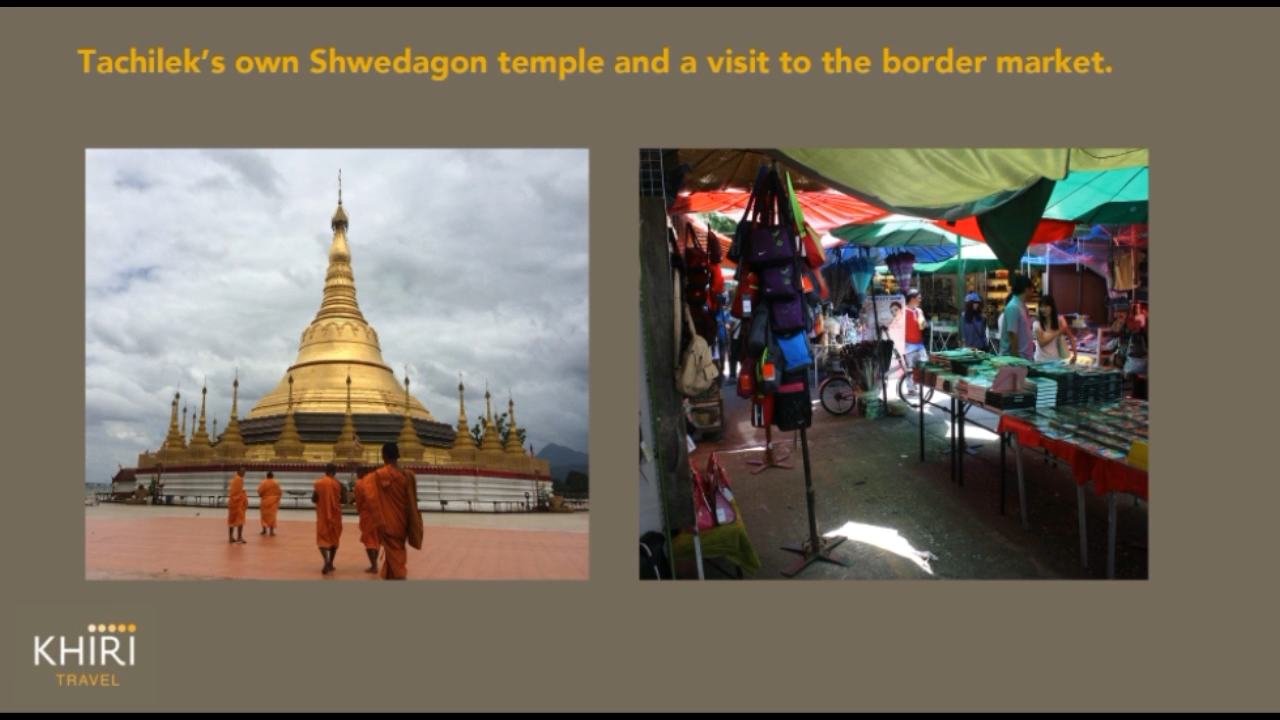 Tachilek’s own Shwedagon temple and a visit to the border market.
KHIRI
TRAVEL